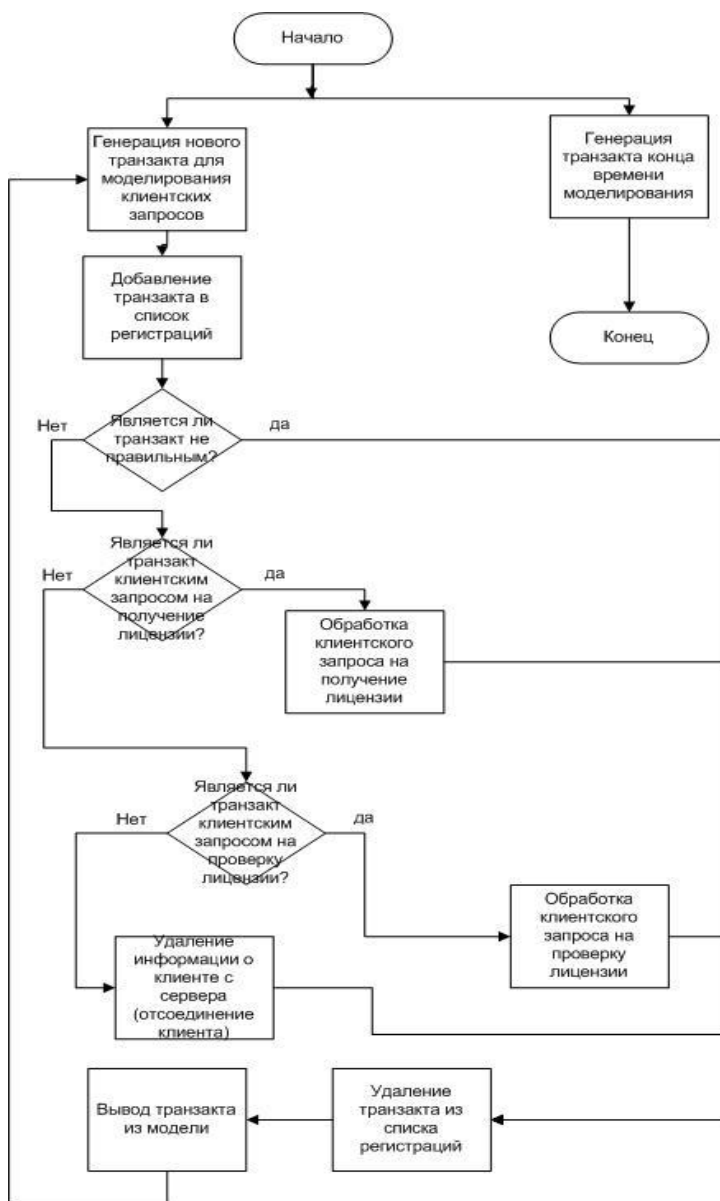 Начало
Генерация нового
транзакта для
моделирования
клиентских
запросов
Генерация
транзакта конца
времени
моделирования
Добавление
транзакта в
список
регистраций
Конец
Нет
Является ли
транзакт не
правильным?
да
Нет
Является ли
транзакт
клиентским
запросом на
получение
лицензии?
да
Обработка
клиентского
запроса на
получение
лицензии
Нет
Является ли
транзакт
клиентским
запросом на
проверку
лицензии?
да
Обработка
клиентского
запроса на
проверку
лицензии
Удаление
информации о
клиенте с
сервера
(отсоединение
клиента)
Вывод транзакта
из модели
Удаление
транзакта из
списка
регистраций